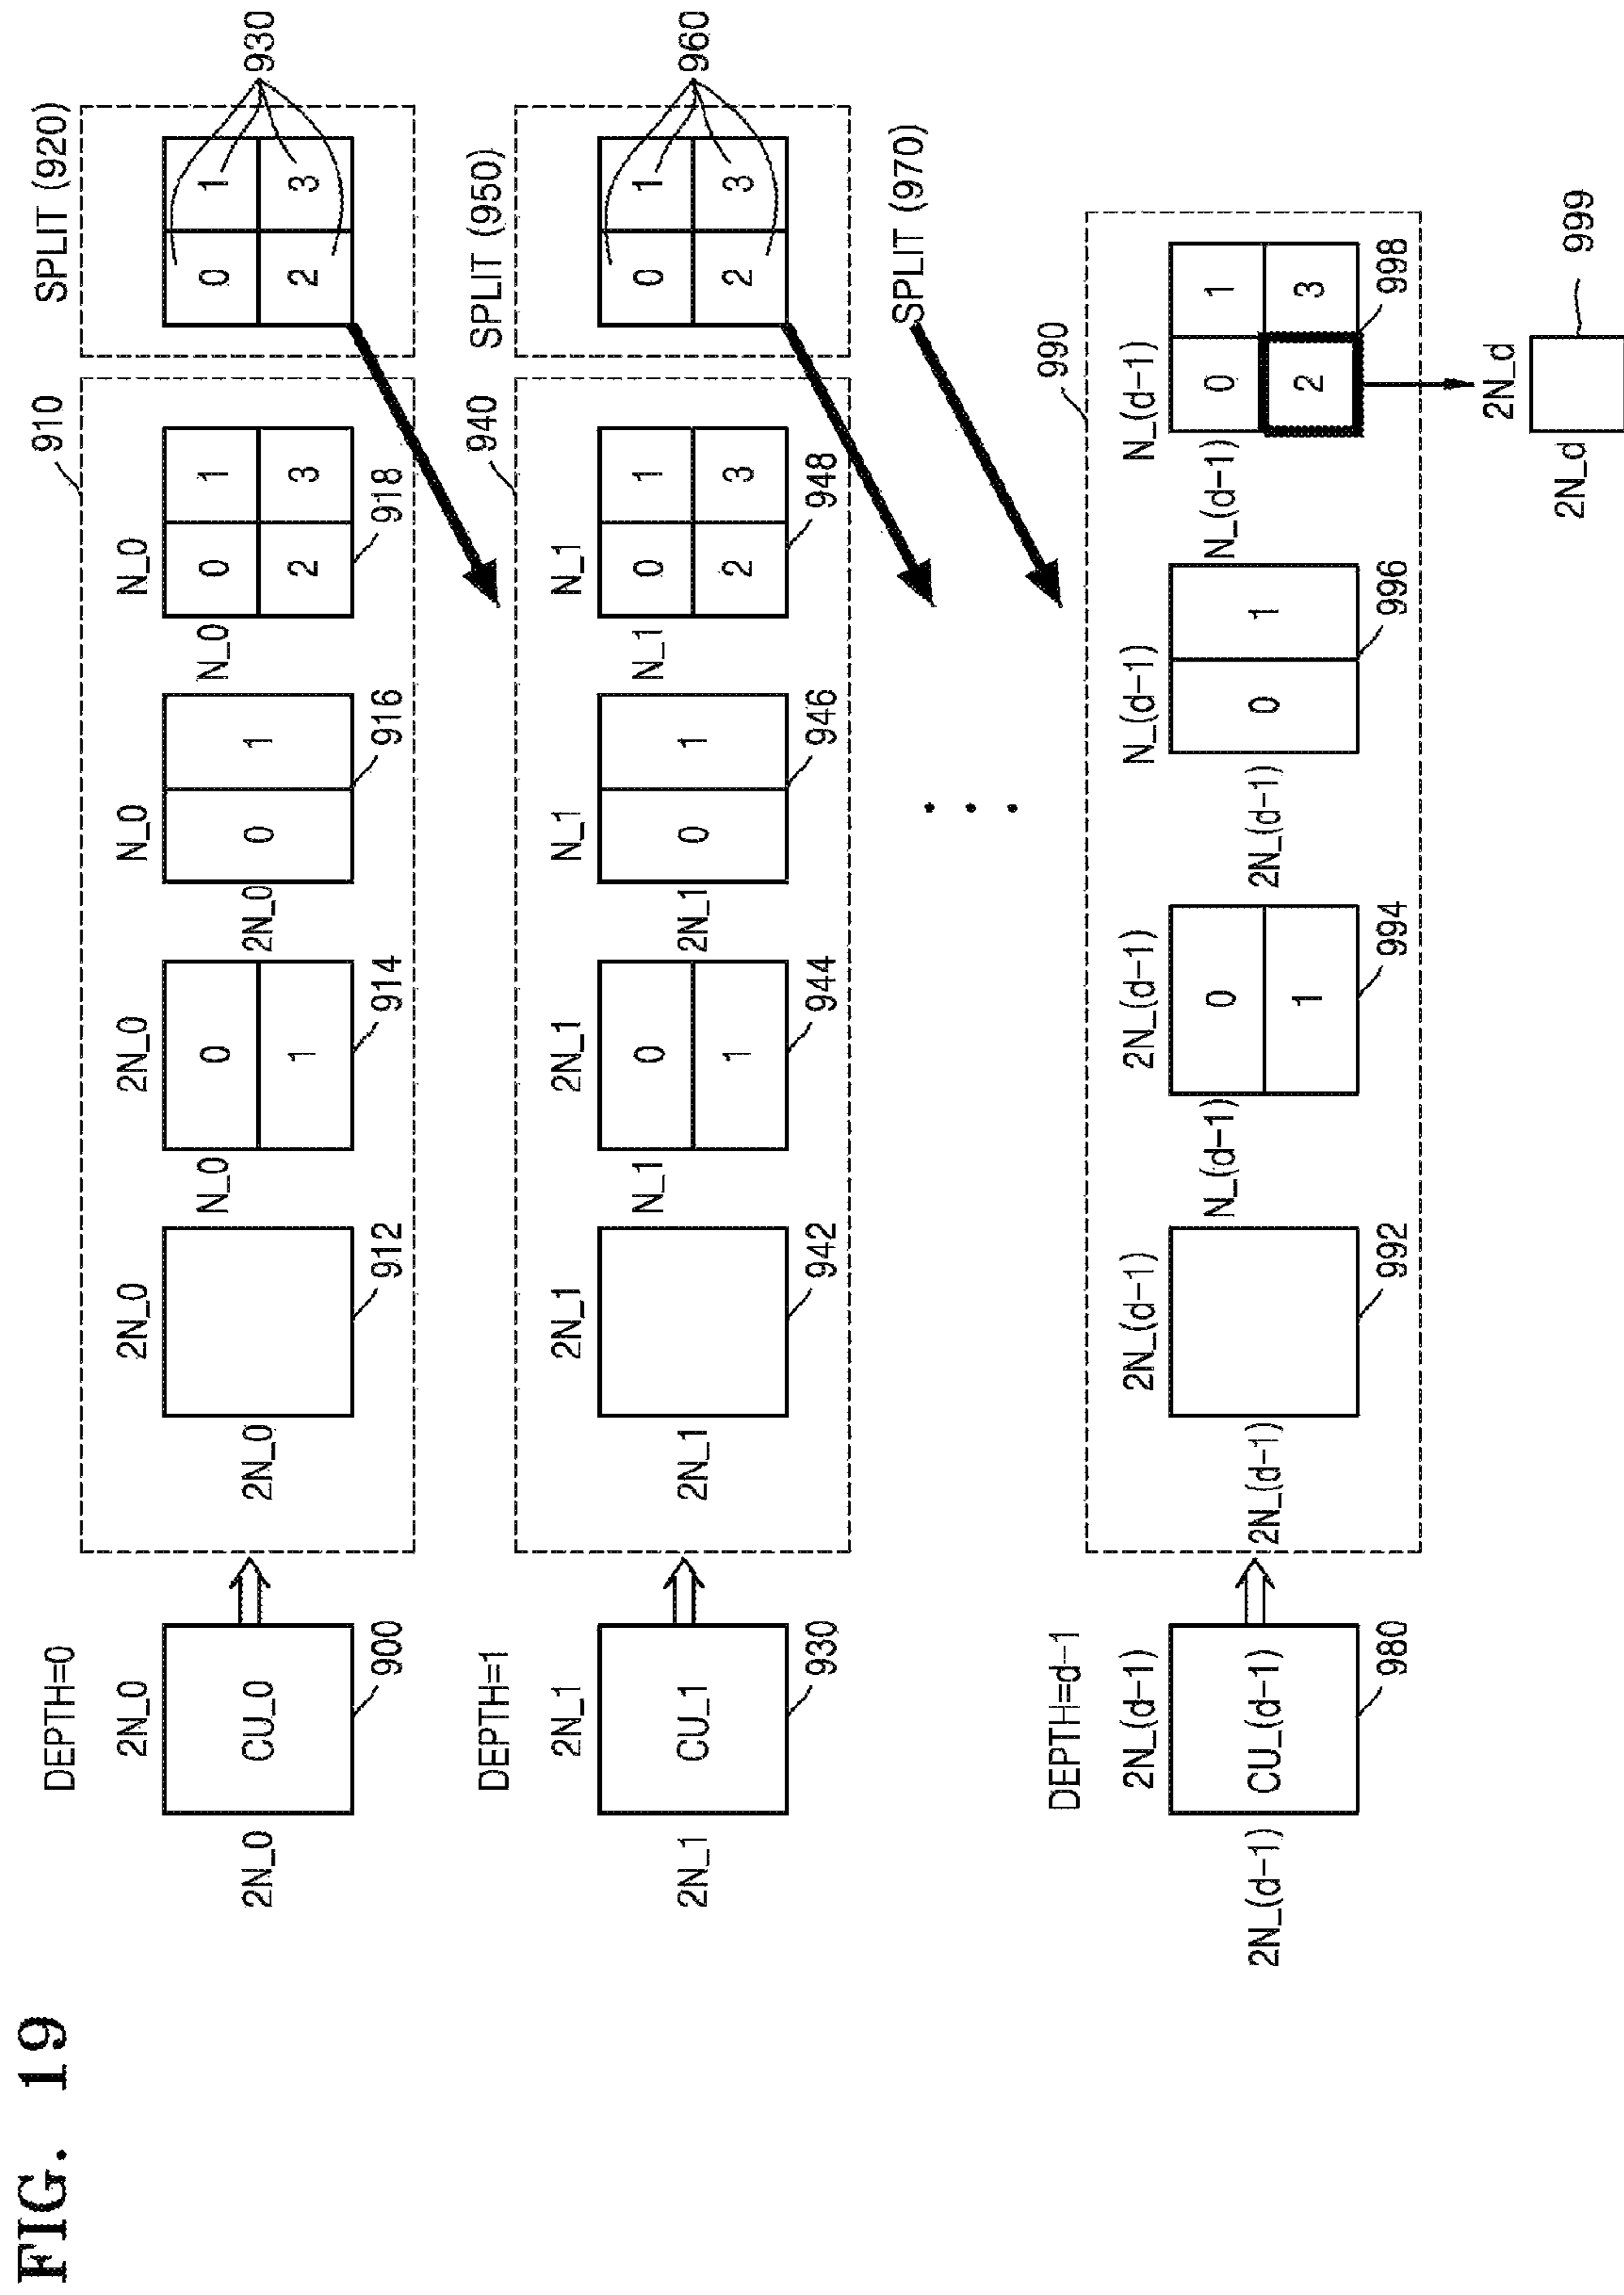 FIG. 19
DEPTH=0
2N_0
2N_0
CU_0
900
910
2N_0
2N_0
912
2N_0
N_0
0
1
914
N_0
2N_0
0
1
916
N_0
N_0
0
1
2
3
918
SPLIT (920)
0
1
2
3
930
DEPTH=1
2N_1
2N_1
CU_1
930
940
2N_1
2N_1
942
2N_1
N_1
0
1
944
N_1
2N_1
0
1
946
N_1
N_1
0
1
2
3
948
SPLIT (950)
0
1
2
3
960
SPLIT (970)
DEPTH=d-1
2N_(d-1)
2N_(d-1)
CU_(d-1)
980
990
2N_(d-1)
2N_(d-1)
992
2N_(d-1)
N_(d-1)
0
1
994
N_(d-1)
2N_(d-1)
0
1
996
N_(d-1)
N_(d-1)
0
1
2
3
998
2N_d
2N_d
999